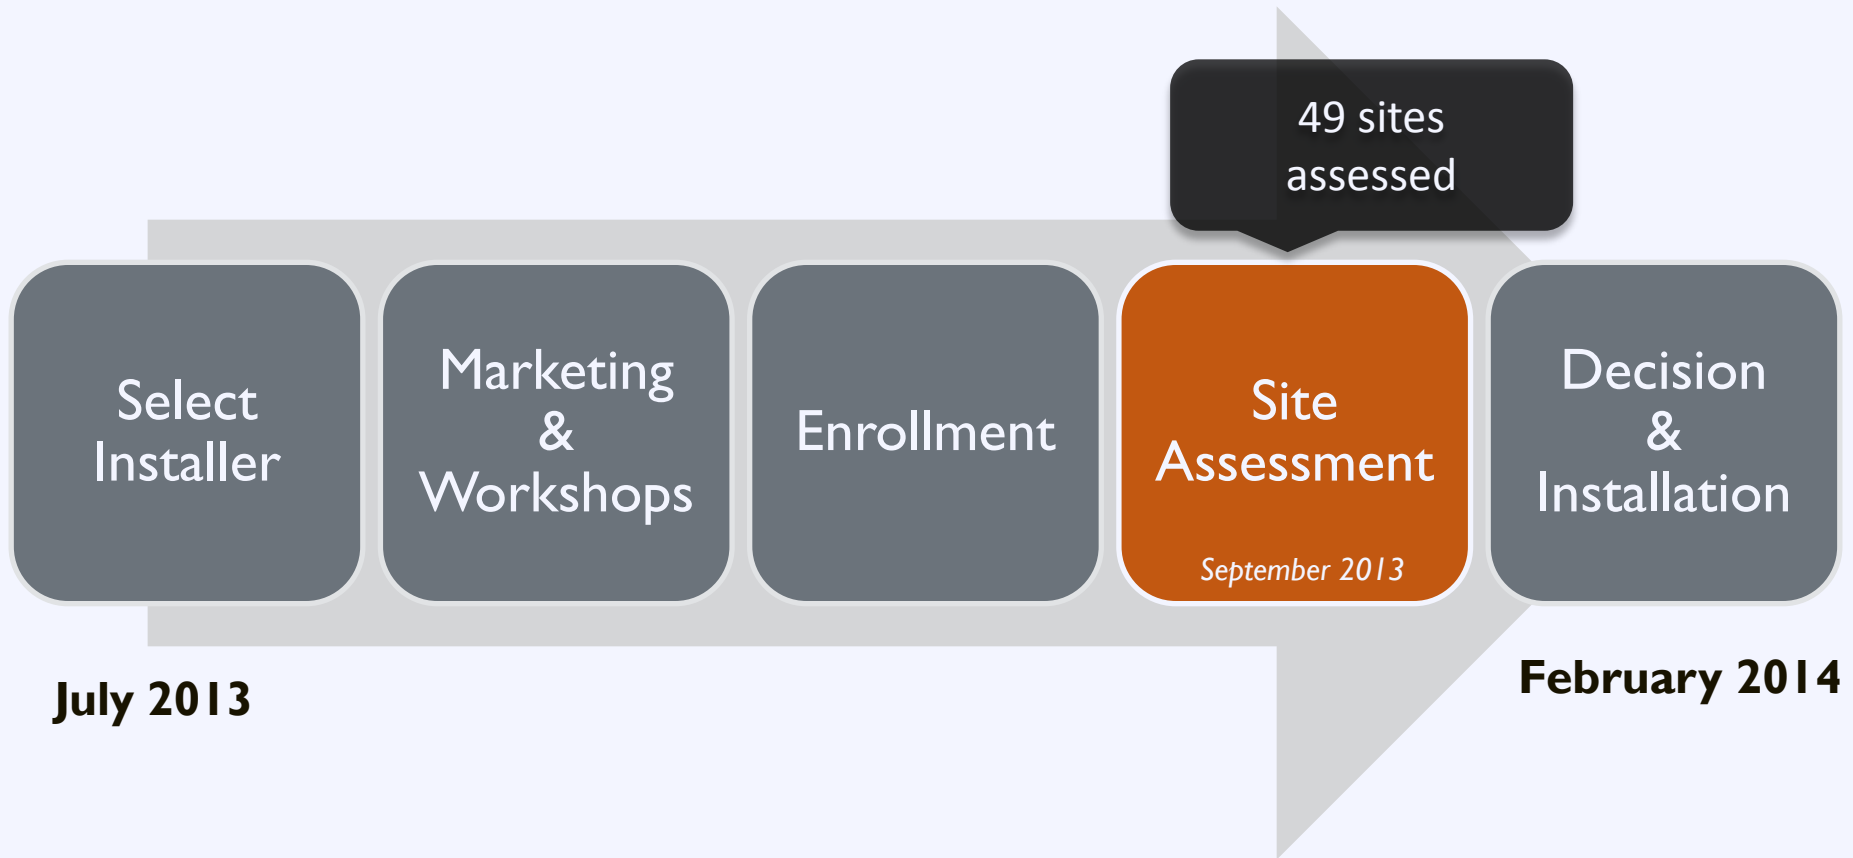 49 sites
assessed
Select
Installer
Marketing
&
Workshops
Enrollment
Site
Assessment
September 2013
Decision
&
Installation
July 2013
February 2014